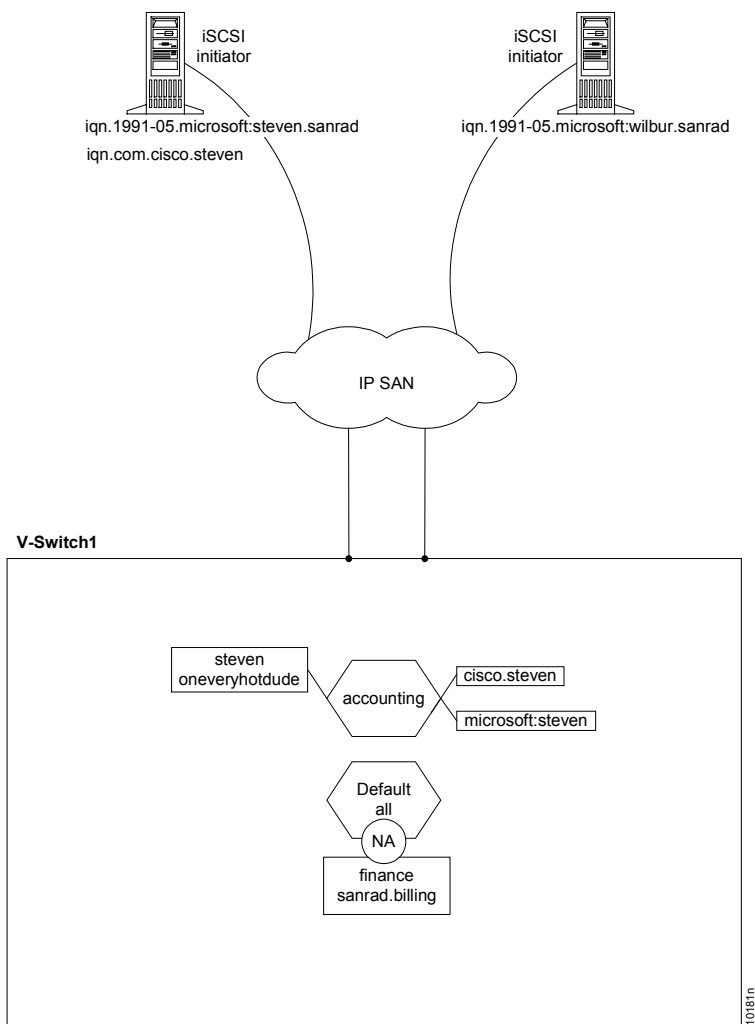 iSCSI
initiator
iSCSI
initiator
iqn.1991-05.microsoft:steven.sanrad
iqn.com.cisco.steven
iqn.1991-05.microsoft:wilbur.sanrad
IP SAN
V-Switch1
steven
oneveryhotdude
accounting
cisco.steven
microsoft:steven
Default
all
NA
finance
sanrad.billing
10181n